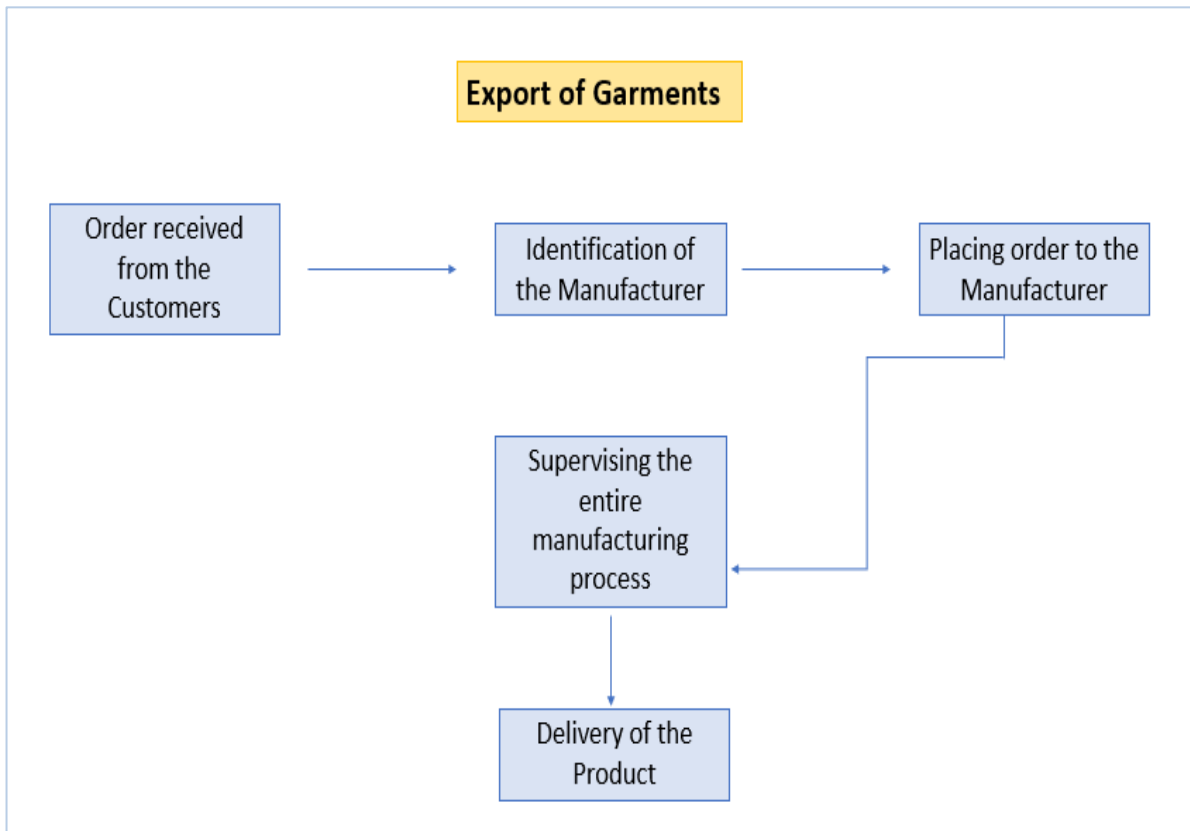 Export of Garments
Order received
from the
Customers
Identification of
the Manufacturer
Placing order to the
Manufacturer
Supervising the
entire
manufacturing
process
Delivery of the
Product